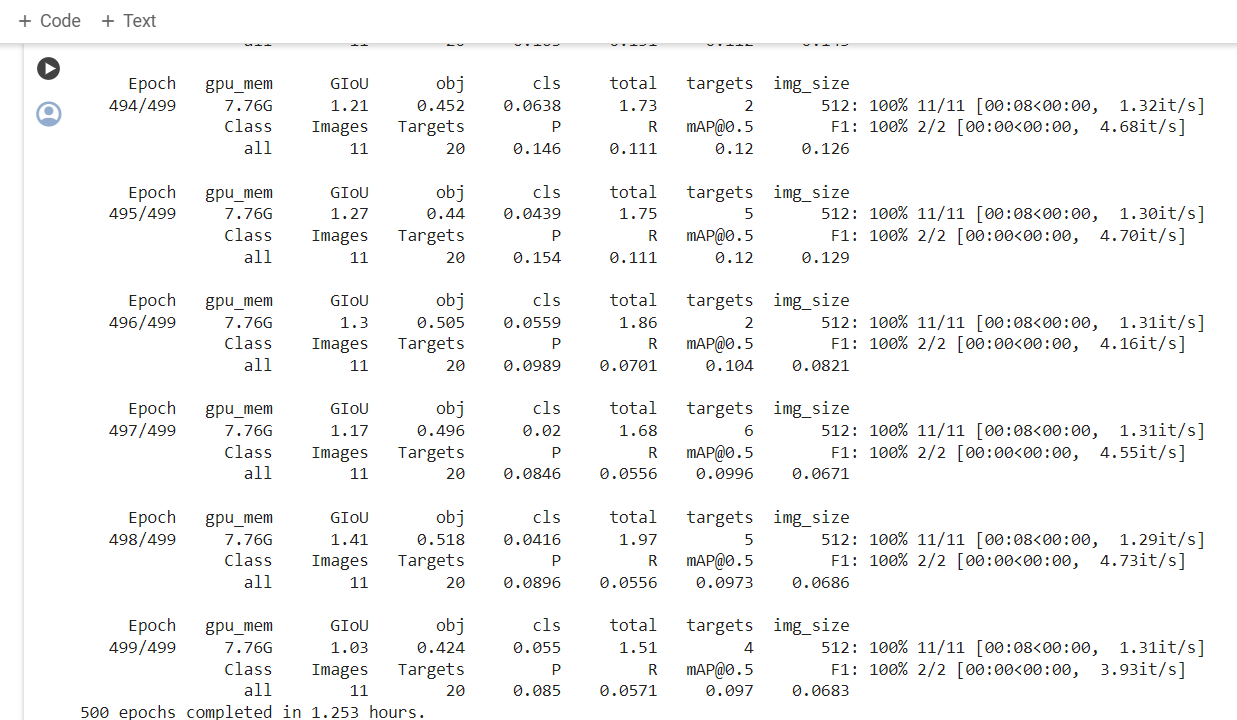 + Code + Text
Epoch gpu_mem GIoU obj cls total targets img_size
494/499 7.76G 1.21 0.452 0.0638 1.73 2 512: 100% 11/11 [00:08<00:00, 1.32it/s]
Class Images Targets P R mAP@0.5 F1: 100% 2/2 [00:00<00:00, 4.68it/s]
all 11 20 0.146 0.111 0.12 0.126
Epoch gpu_mem GIoU obj cls total targets img_size
495/499 7.76G 1.27 0.44 0.0439 1.75 5 512: 100% 11/11 [00:08<00:00, 1.30it/s]
Class Images Targets P R mAP@0.5 F1: 100% 2/2 [00:00<00:00, 4.70it/s]
all 11 20 0.154 0.111 0.12 0.129
Epoch gpu_mem GIoU obj cls total targets img_size
496/499 7.76G 1.3 0.505 0.0559 1.86 2 512: 100% 11/11 [00:08<00:00, 1.31it/s]
Class Images Targets P R mAP@0.5 F1: 100% 2/2 [00:00<00:00, 4.16it/s]
all 11 20 0.0989 0.0701 0.104 0.0821
Epoch gpu_mem GIoU obj cls total targets img_size
497/499 7.76G 1.17 0.496 0.02 1.68 6 512: 100% 11/11 [00:08<00:00, 1.31it/s]
Class Images Targets P R mAP@0.5 F1: 100% 2/2 [00:00<00:00, 4.55it/s]
all 11 20 0.0846 0.0556 0.0996 0.0671
Epoch gpu_mem GIoU obj cls total targets img_size
498/499 7.76G 1.41 0.518 0.0416 1.97 5 512: 100% 11/11 [00:08<00:00, 1.29it/s]
Class Images Targets P R mAP@0.5 F1: 100% 2/2 [00:00<00:00, 4.73it/s]
all 11 20 0.0896 0.0556 0.0973 0.0686
Epoch gpu_mem GIoU obj cls total targets img_size
499/499 7.76G 1.03 0.424 0.055 1.51 4 512: 100% 11/11 [00:08<00:00, 1.31it/s]
Class Images Targets P R mAP@0.5 F1: 100% 2/2 [00:00<00:00, 3.93it/s]
all 11 20 0.085 0.0571 0.097 0.0683
500 epochs completed in 1.253 hours.